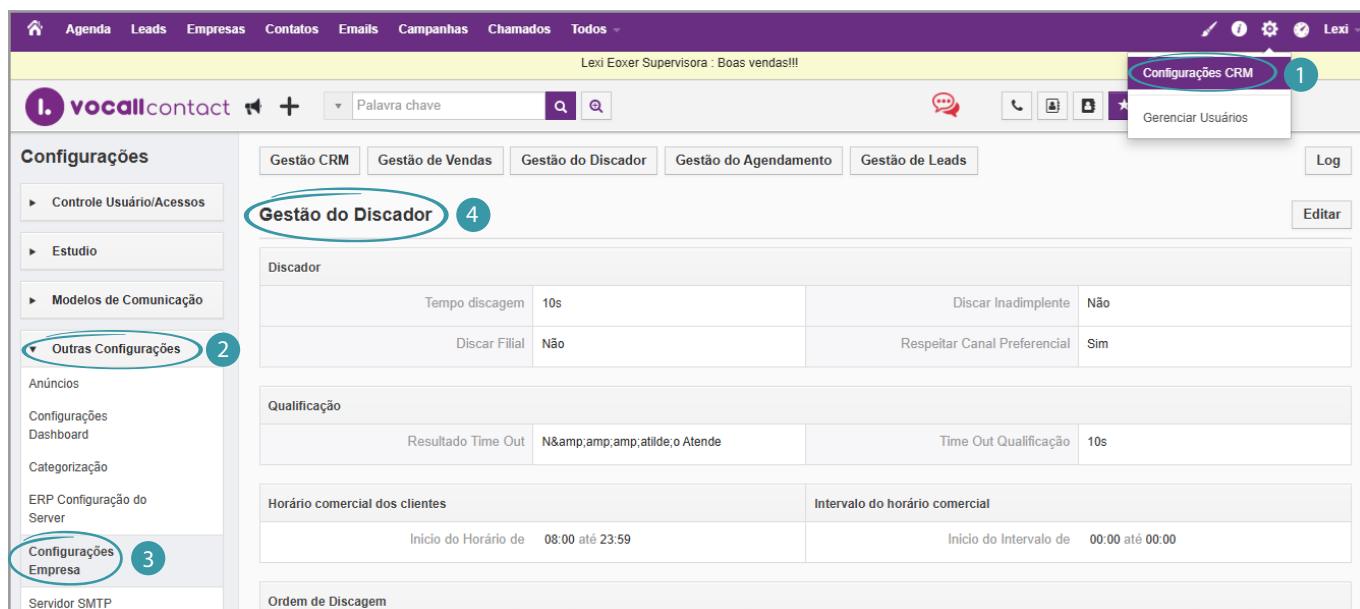 Agenda Leads Empresas Contatos Emails Campanhas Chamados Todos Lexi
Lexi Eoxer Supervisora : Boas vendas!!!
Configurações CRM 1
Gerenciar Usuários
l. vocallcontact Palavra chave
Configurações
Gestão CRM Gestão de Vendas Gestão do Discador Gestão do Agendamento Gestão de Leads Log
Controle Usuário/Acessos
Gestão do Discador 4 Editar
Estudio
Discador
Modelos de Comunicação
Tempo discagem 10s Discar Inadimplente Não
Outras Configurações 2
Discar Filial Não Respeitar Canal Preferencial Sim
Anúncios
Configurações
Dashboard
Qualificação
Resultado Time Out N&amp;amp;amp;atilde;o Atende Time Out Qualificação 10s
Categorização
ERP Configuração do
Server
Horário comercial dos clientes Intervalo do horário comercial
Inicio do Horário de 08:00 até 23:59 Inicio do Intervalo de 00:00 até 00:00
Configurações
Empresa 3
Servidor SMTP
Ordem de Discagem